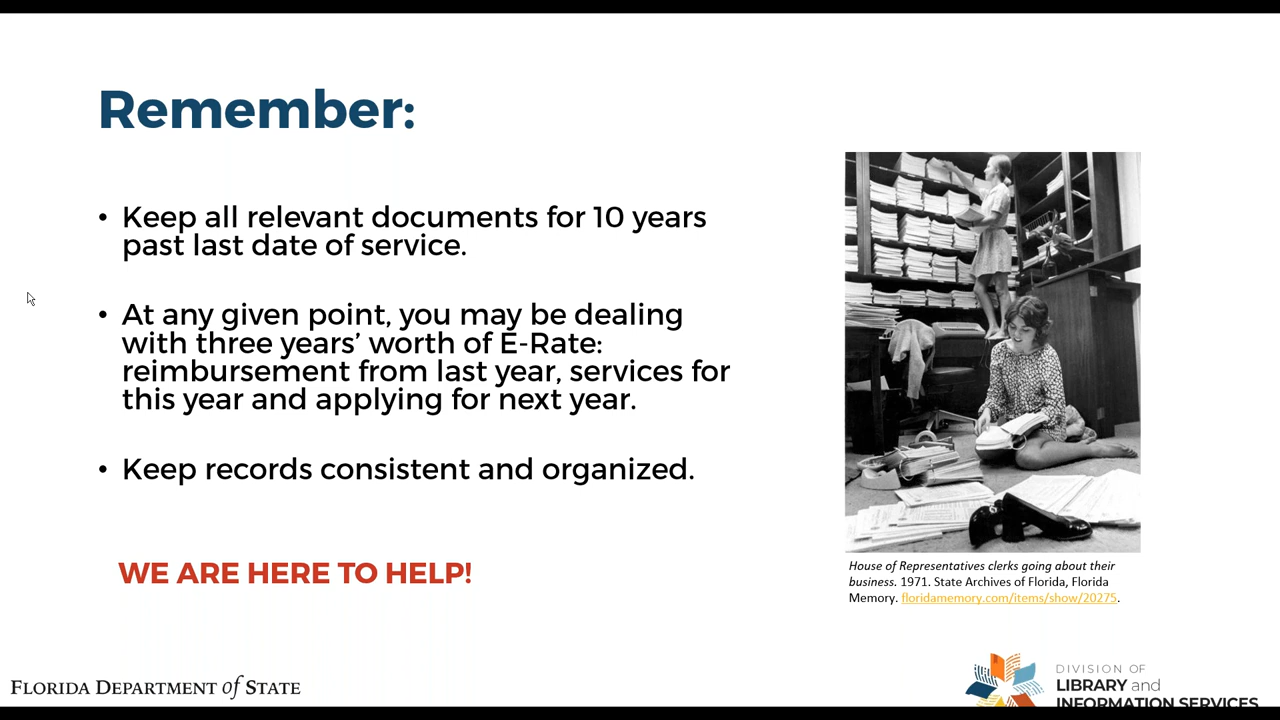 Remember:
• Keep all relevant documents for 10 years
past last date of service.
• At any given point, you may be dealing
with three years’ worth of E-Rate:
reimbursement from last year, services for
this year and applying for next year.
• Keep records consistent and organized.
WE ARE HERE TO HELP!
House of Representatives clerks going about their
business. 1971. State Archives of Florida, Florida
Memory. floridamemory.com/items/show/20275.
FLORIDA DEPARTMENT of STATE
DIVISION OF
LIBRARY and
INFORMATION SERVICES